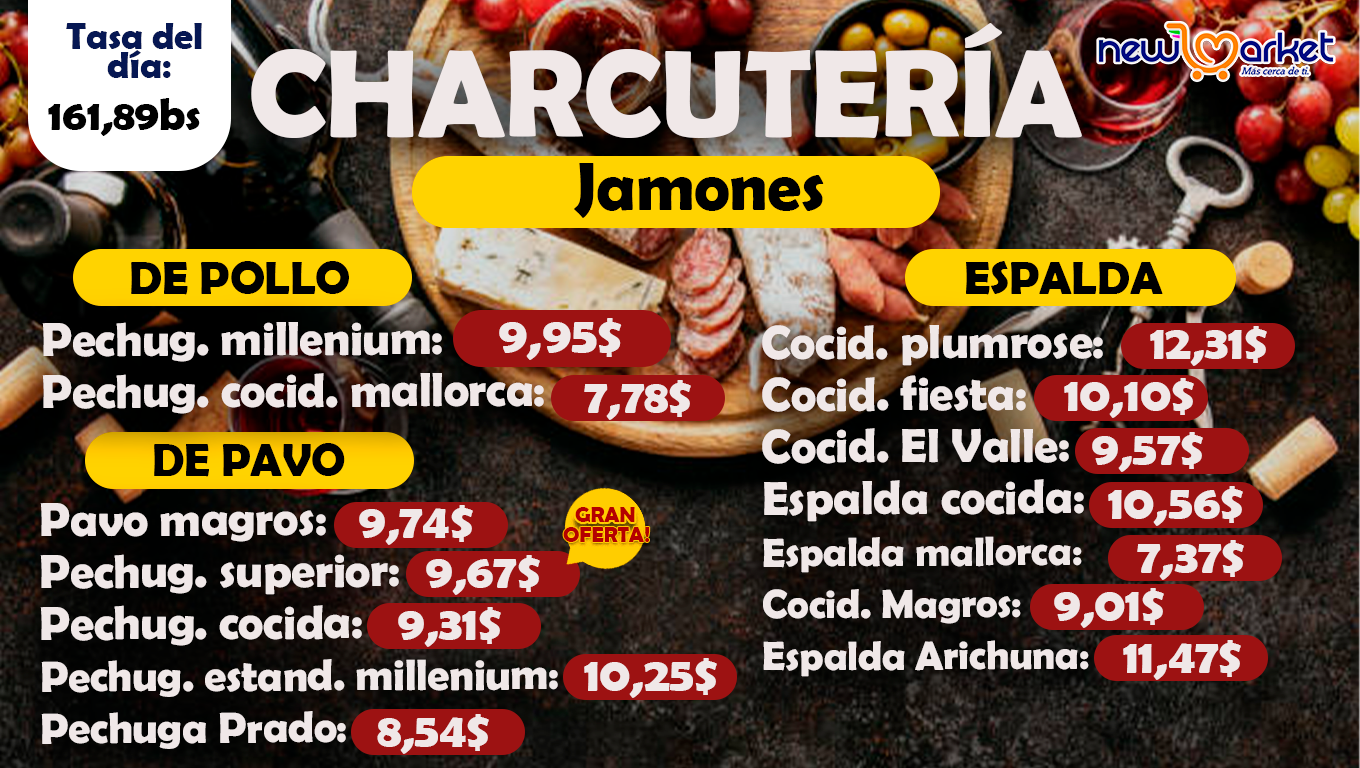 Tasa del
día:
161,89bs
CHARCUTERÍA
new market
Más cerca de ti.
Jamones
DE POLLO
Pechug. millenium: 9,95$
Pechug. cocid. mallorca: 7,78$
DE PAVO
Pavo magros: 9,74$
GRAN
OFERTA!
Pechug. superior: 9,67$
Pechug. cocida: 9,31$
Pechug. estand. millenium: 10,25$
Pechuga Prado: 8,54$
ESPALDA
Cocid. plumrose: 12,31$
Cocid. fiesta: 10,10$
Cocid. El Valle: 9,57$
Espalda cocida: 10,56$
Espalda mallorca: 7,37$
Cocid. Magros: 9,01$
Espalda Arichuna: 11,47$